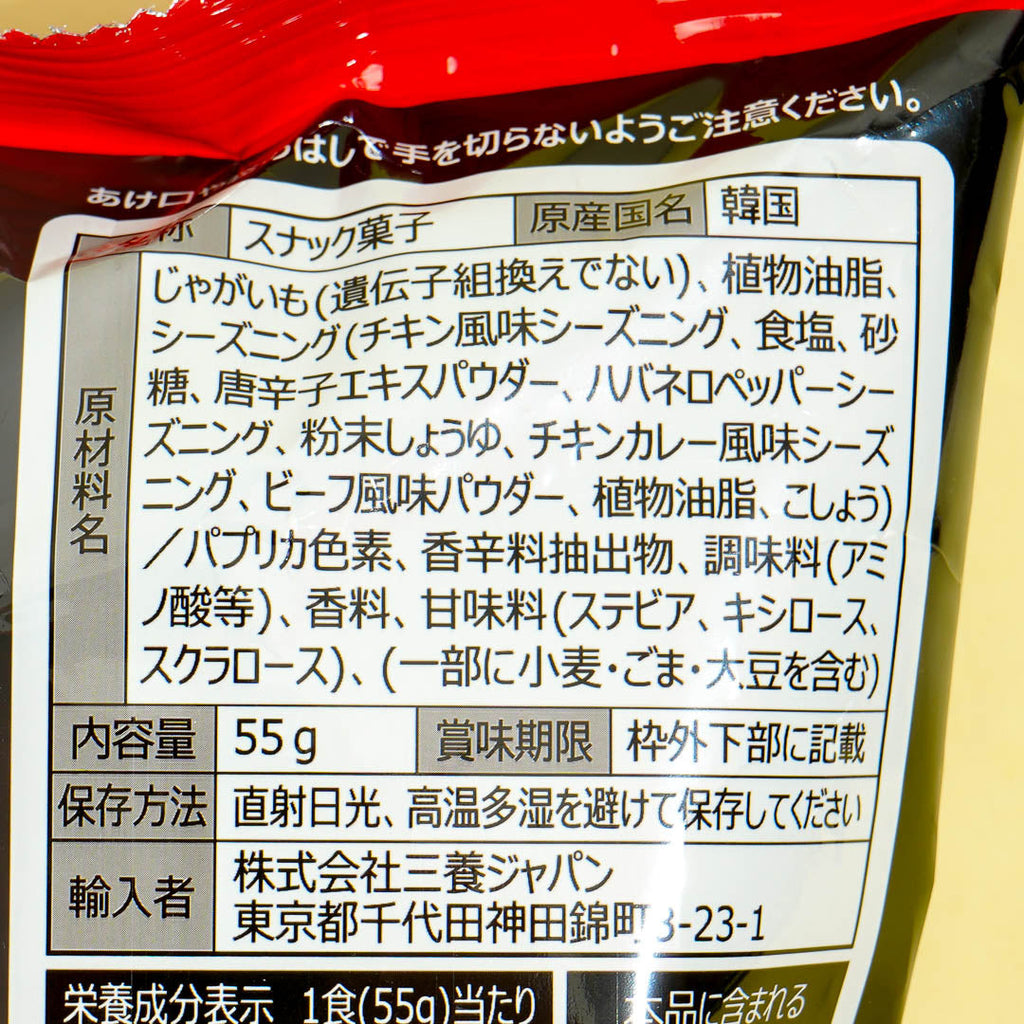 あけ口はしで手を切らないようご注意ください。
称 スナック菓子 原産国名 韓国
原材料名
じゃがいも(遺伝子組換えでない)、植物油脂、
シーズニング(チキン風味シーズニング、食塩、砂
糖、唐辛子エキスパウダー、ハバネロペッパーシー
ズニング、粉末しょうゆ、チキンカレー風味シーズ
ニング、ビーフ風味パウダー、植物油脂、こしょう)
／パプリカ色素、香辛料抽出物、調味料(アミ
ノ酸等)、香料、甘味料(ステビア、キシロース、
スクラロース)、(一部に小麦・ごま・大豆を含む)
内容量 55g 賞味期限 枠外下部に記載
保存方法 直射日光、高温多湿を避けて保存してください
輸入者 株式会社三養ジャパン
東京都千代田神田錦町3-23-1
栄養成分表示 1食(55g)当たり 本品に含まれる